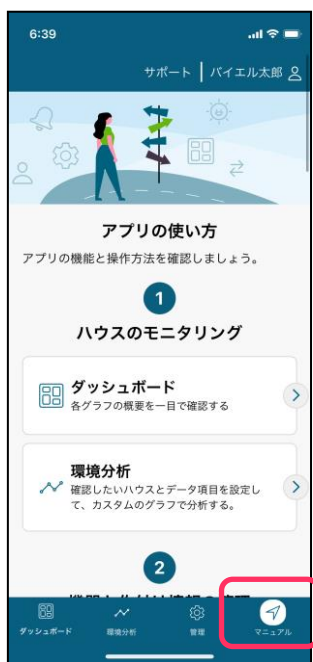 6:39
サポート | バイエル太郎
アプリの使い方
アプリの機能と操作方法を確認しましょう。
1
ハウスのモニタリング
ダッシュボード
各グラフの概要を一目で確認する
環境分析
確認したいハウスとデータ項目を設定し
て、カスタムのグラフで分析する。
2
ダッシュボード
環境分析
管理
マニュアル